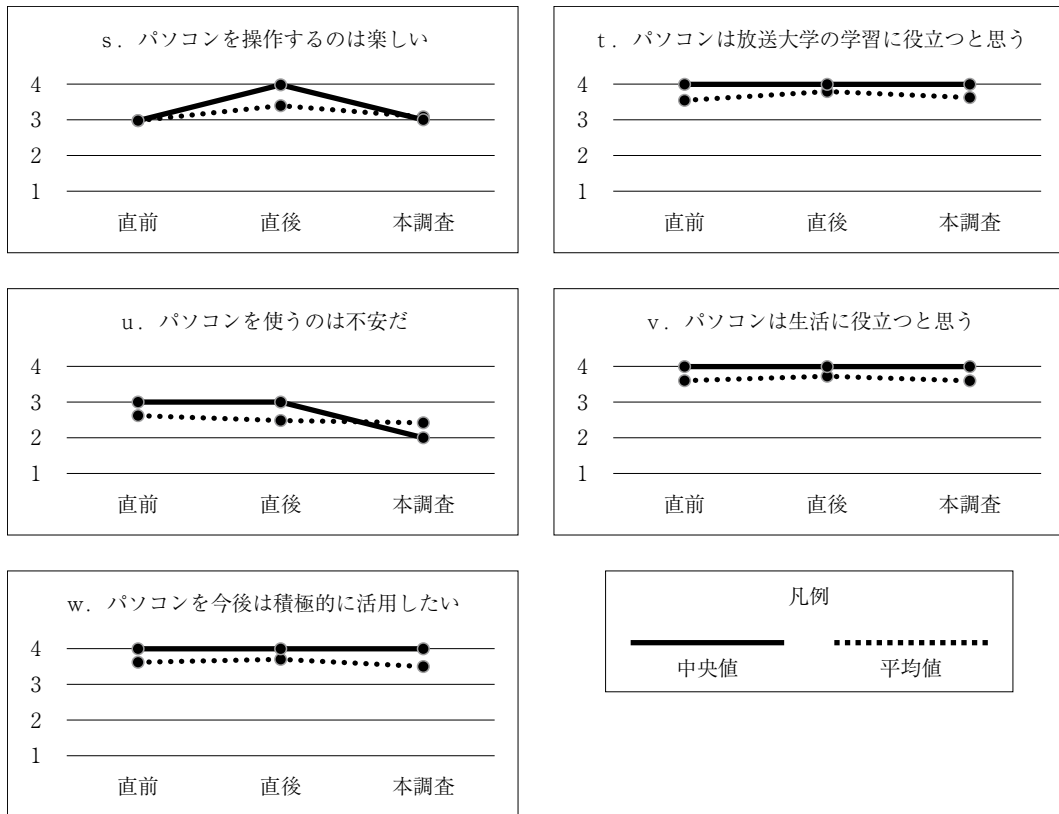 s．パソコンを操作するのは楽しい
4
3
2
1
直前 直後 本調査
t．パソコンは放送大学の学習に役立つと思う
4
3
2
1
直前 直後 本調査
u．パソコンを使うのは不安だ
4
3
2
1
直前 直後 本調査
v．パソコンは生活に役立つと思う
4
3
2
1
直前 直後 本調査
w．パソコンを今後は積極的に活用したい
4
3
2
1
直前 直後 本調査
凡例
中央値 平均値